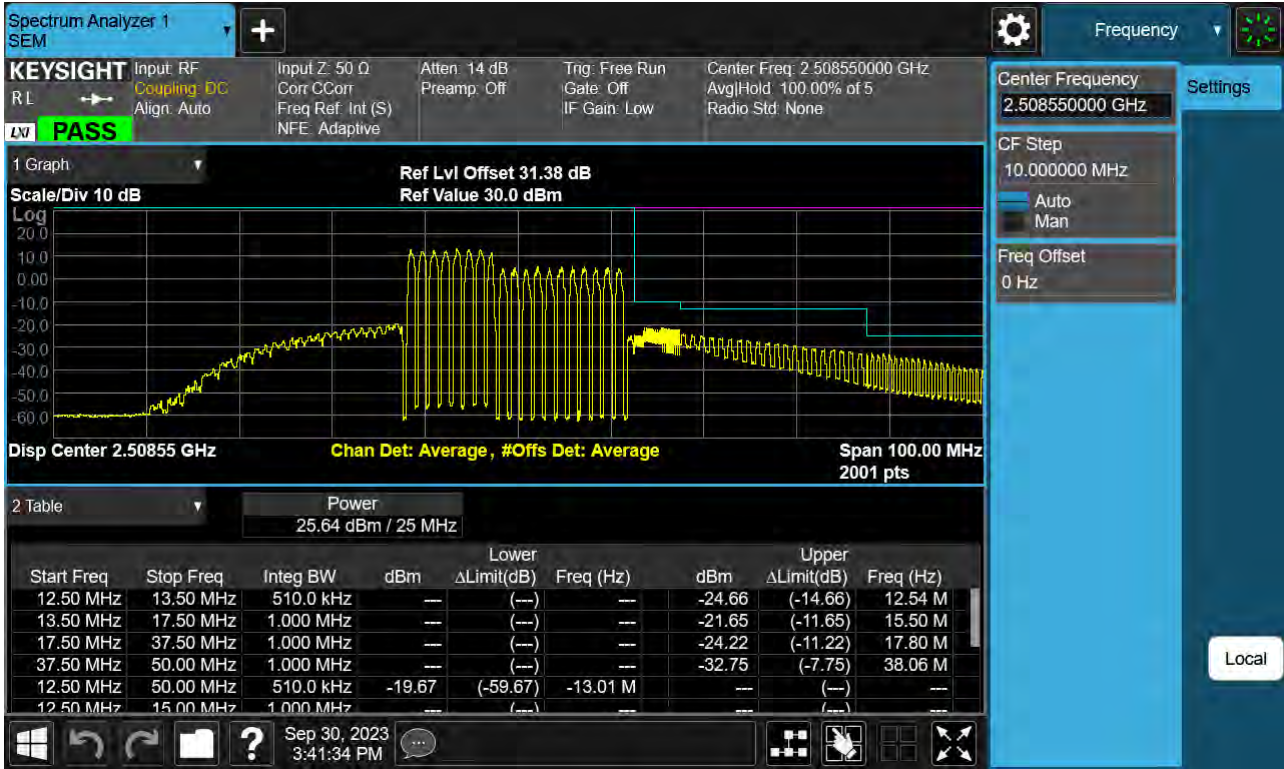 Spectrum Analyzer 1
SEM
+
Frequency
KEYSIGHT
RL
LXI
PASS
Input: RF
Coupling: DC
Align: Auto
Input Z: 50 Ω
Corr CCorr
Freq Ref: Int (S)
NFE: Adaptive
Atten: 14 dB
Preamp: Off
Trig: Free Run
Gate: Off
IF Gain: Low
Center Freq: 2.508550000 GHz
Avg|Hold: 100.00% of 5
Radio Std: None
Center Frequency
2.508550000 GHz
Settings
CF Step
10.000000 MHz
Auto
Man
Freq Offset
0 Hz
Local
1 Graph
Scale/Div 10 dB
Ref Lvl Offset 31.38 dB
Ref Value 30.0 dBm
Log
20.0
10.0
0.00
-10.0
-20.0
-30.0
-40.0
-50.0
-60.0
Disp Center 2.50855 GHz
Chan Det: Average , #Offs Det: Average
Span 100.00 MHz
2001 pts
2 Table
Power
25.64 dBm / 25 MHz
Lower Upper
Start Freq Stop Freq Integ BW dBm ΔLimit(dB) Freq (Hz) dBm ΔLimit(dB) Freq (Hz)
12.50 MHz 13.50 MHz 510.0 kHz --- (---) --- -24.66 (-14.66) 12.54 M
13.50 MHz 17.50 MHz 1.000 MHz --- (---) --- -21.65 (-11.65) 15.50 M
17.50 MHz 37.50 MHz 1.000 MHz --- (---) --- -24.22 (-11.22) 17.80 M
37.50 MHz 50.00 MHz 1.000 MHz --- (---) --- -32.75 (-7.75) 38.06 M
12.50 MHz 50.00 MHz 510.0 kHz -19.67 (-59.67) -13.01 M --- (---) ---
12.50 MHz 15.00 MHz 1.000 MHz --- (---) --- --- (---) ---
?
Sep 30, 2023
3:41:34 PM